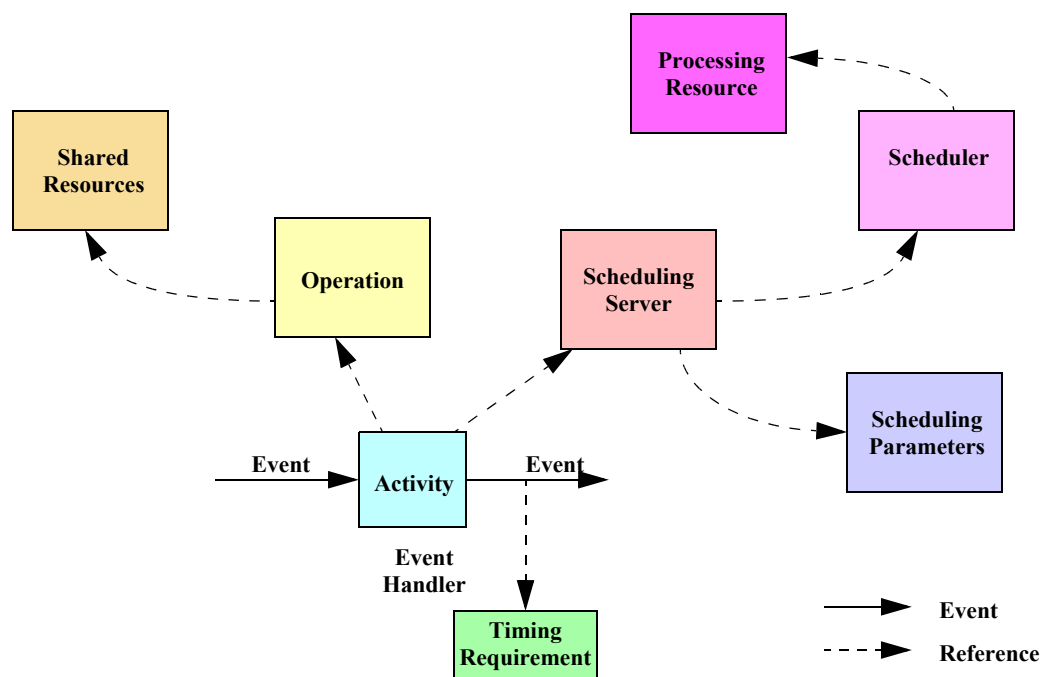 Processing
Resource
Shared
Resources
Scheduler
Operation
Scheduling
Server
Scheduling
Parameters
Event
Event
Activity
Event
Handler
Timing
Requirement
Event
Reference